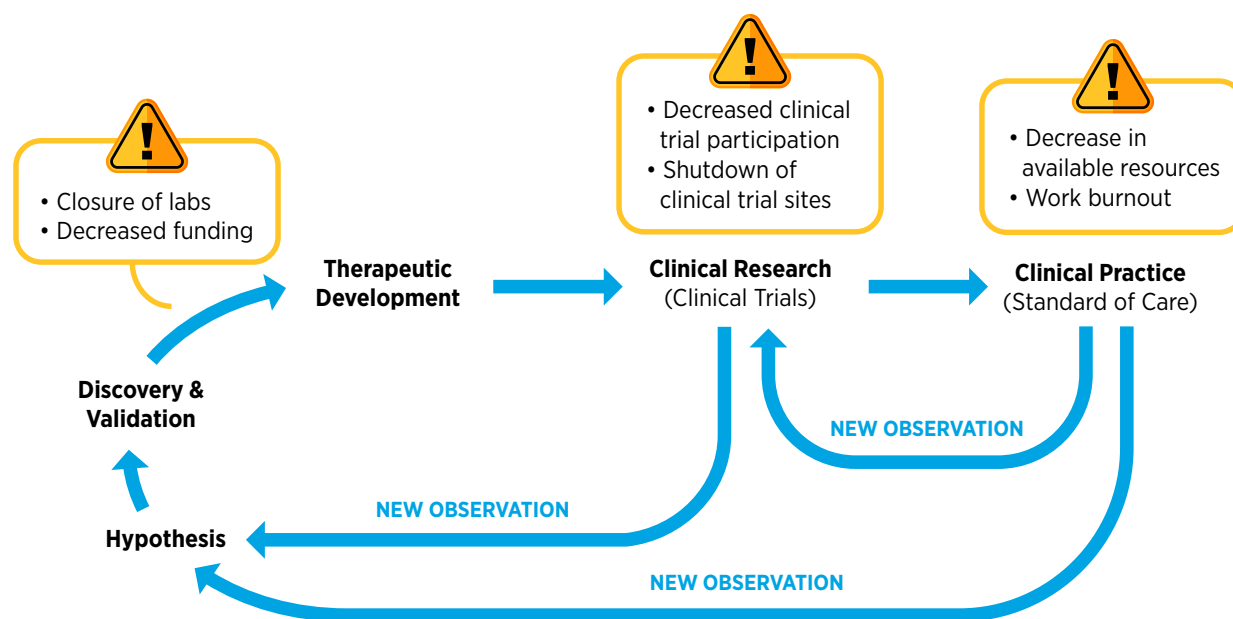 • Closure of labs
• Decreased funding
• Decreased clinical
trial participation
• Shutdown of
clinical trial sites
• Decrease in
available resources
• Work burnout
Therapeutic
Development
Clinical Research
(Clinical Trials)
Clinical Practice
(Standard of Care)
Discovery &
Validation
NEW OBSERVATION
NEW OBSERVATION
Hypothesis
NEW OBSERVATION